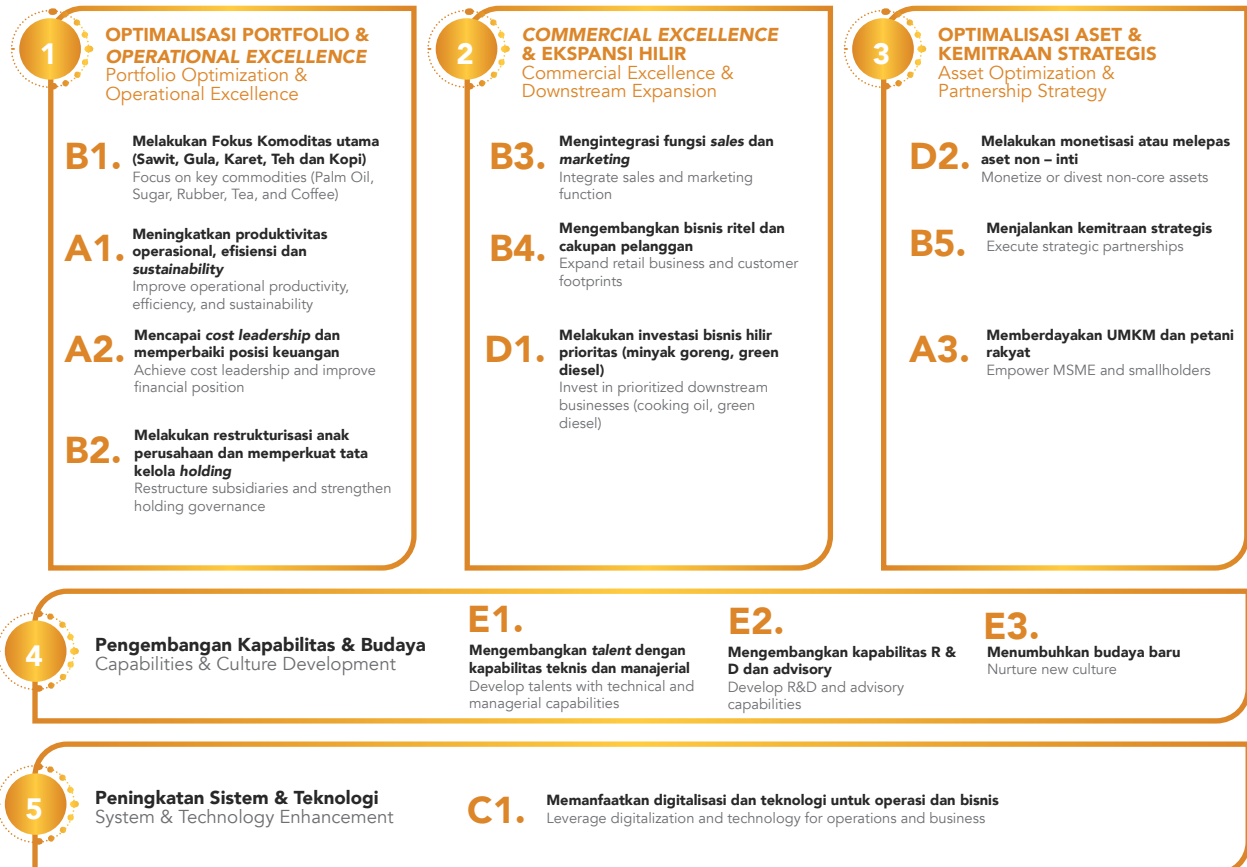 1
OPTIMALISASI PORTFOLIO &
OPERATIONAL EXCELLENCE
Portfolio Optimization &
Operational Excellence
B1.
Melakukan Fokus Komoditas utama
(Sawit, Gula, Karet, Teh dan Kopi)
Focus on key commodities (Palm Oil,
Sugar, Rubber, Tea, and Coffee)
A1.
Meningkatkan produktivitas
operasional, efisiensi dan
sustainability
Improve operational productivity,
efficiency, and sustainability
A2.
Mencapai cost leadership dan
memperbaiki posisi keuangan
Achieve cost leadership and improve
financial position
B2.
Melakukan restrukturisasi anak
perusahaan dan memperkuat tata
kelola holding
Restructure subsidiaries and strengthen
holding governance
2
COMMERCIAL EXCELLENCE
& EKSPANSI HILIR
Commercial Excellence &
Downstream Expansion
B3.
Mengintegrasi fungsi sales dan
marketing
Integrate sales and marketing
function
B4.
Mengembangkan bisnis ritel dan
cakupan pelanggan
Expand retail business and customer
footprints
D1.
Melakukan investasi bisnis hilir
prioritas (minyak goreng, green
diesel)
Invest in prioritized downstream
businesses (cooking oil, green
diesel)
3
OPTIMALISASI ASET &
KEMITRAAN STRATEGIS
Asset Optimization &
Partnership Strategy
D2.
Melakukan monetisasi atau melepas
aset non – inti
Monetize or divest non-core assets
B5.
Menjalankan kemitraan strategis
Execute strategic partnerships
A3.
Memberdayakan UMKM dan petani
rakyat
Empower MSME and smallholders
4
Pengembangan Kapabilitas & Budaya
Capabilities & Culture Development
E1.
Mengembangkan talent dengan
kapabilitas teknis dan manajerial
Develop talents with technical and
managerial capabilities
E2.
Mengembangkan kapabilitas R &
D dan advisory
Develop R&D and advisory
capabilities
E3.
Menumbuhkan budaya baru
Nurture new culture
5
Peningkatan Sistem & Teknologi
System & Technology Enhancement
C1.
Memanfaatkan digitalisasi dan teknologi untuk operasi dan bisnis
Leverage digitalization and technology for operations and business